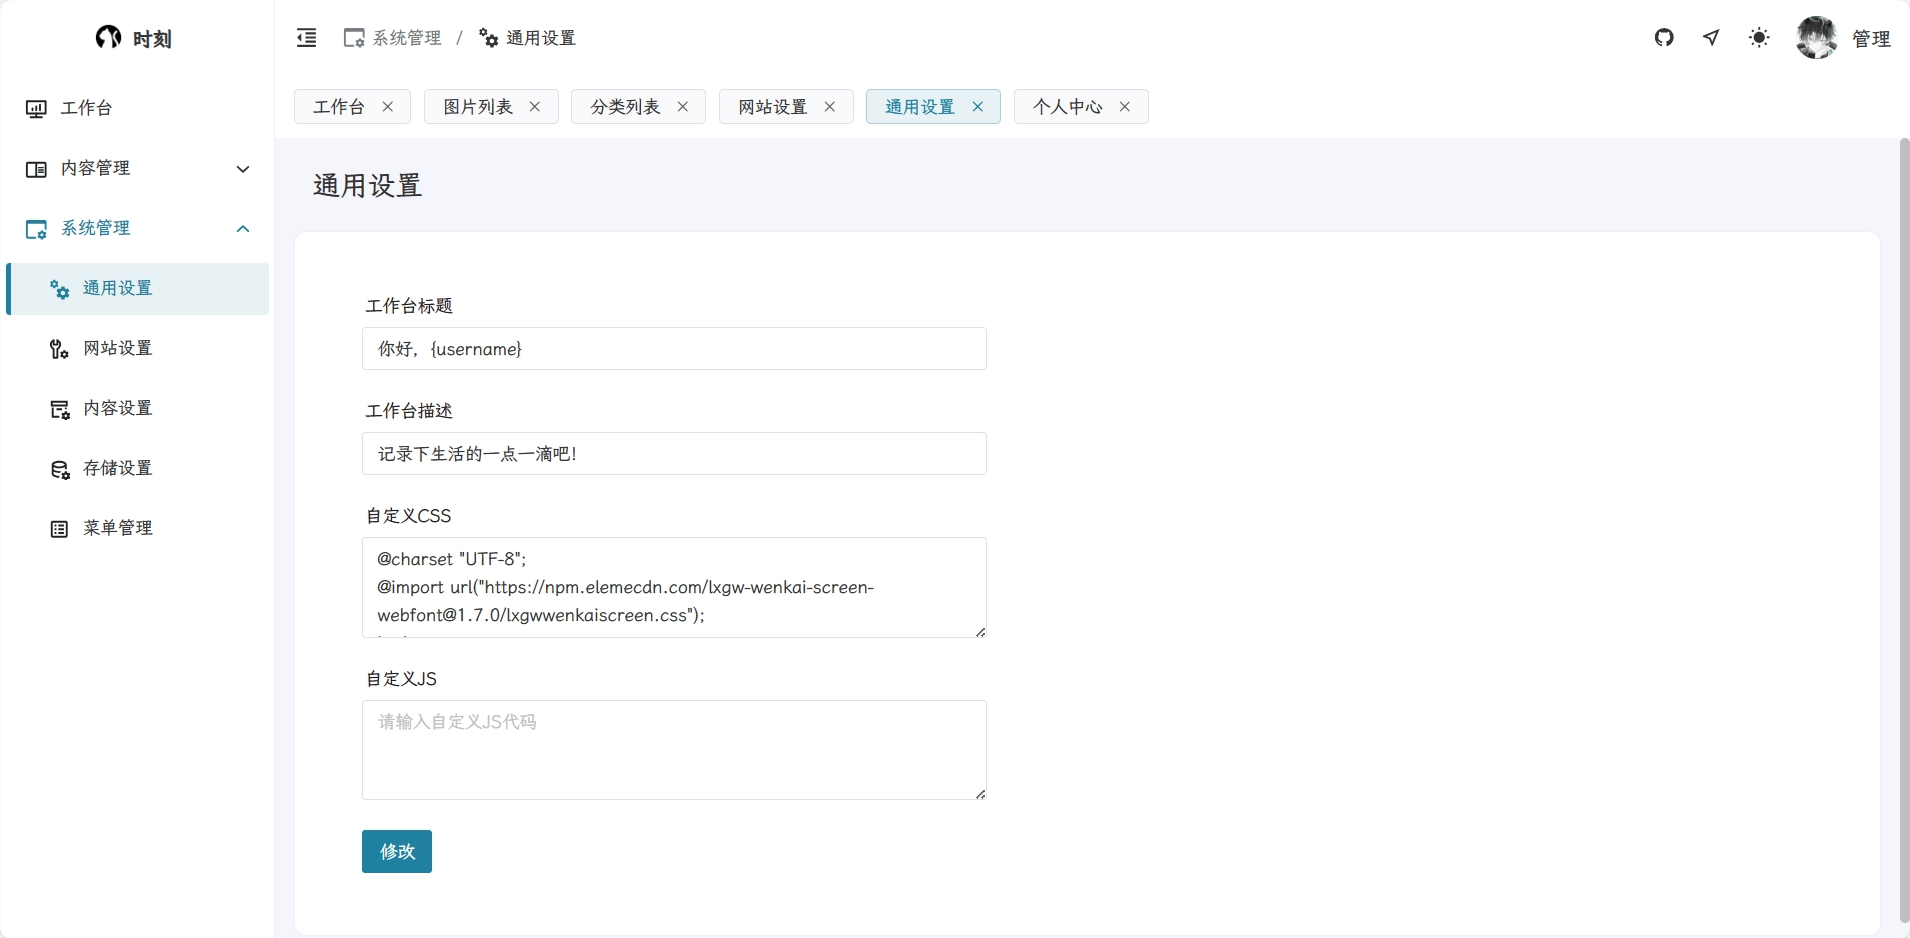 时刻
工作台
内容管理
系统管理
通用设置
网站设置
内容设置
存储设置
菜单管理
系统管理 / 通用设置
管理
工作台
图片列表
分类列表
网站设置
通用设置
个人中心
通用设置
工作台标题
你好，{username}
工作台描述
记录下生活的一点一滴吧！
自定义CSS
@charset "UTF-8";
@import url("https://npm.elemecdn.com/lxgw-wenkai-screen-
webfont@1.7.0/lxgwwenkaiscreen.css");
自定义JS
请输入自定义JS代码
修改